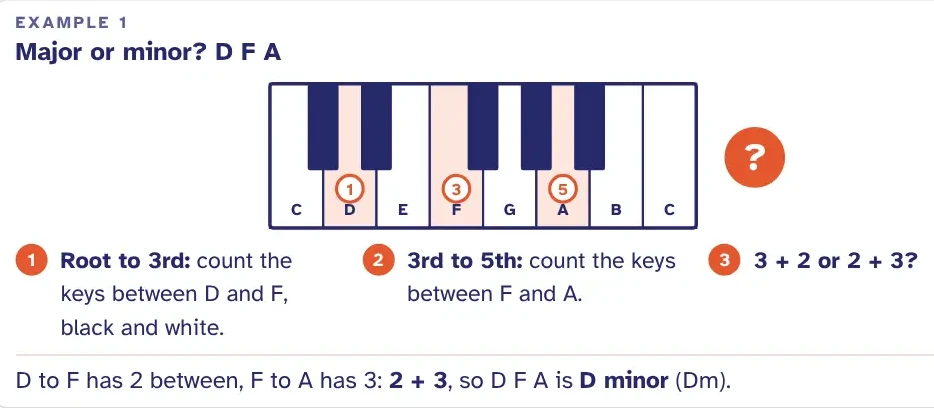 EXAMPLE 1
Major or minor? D F A
?
1 3 5
C D E F G A B C
1 Root to 3rd: count the
keys between D and F,
black and white.
2 3rd to 5th: count the keys
between F and A.
3 3 + 2 or 2 + 3?
D to F has 2 between, F to A has 3: 2 + 3, so D F A is D minor (Dm).